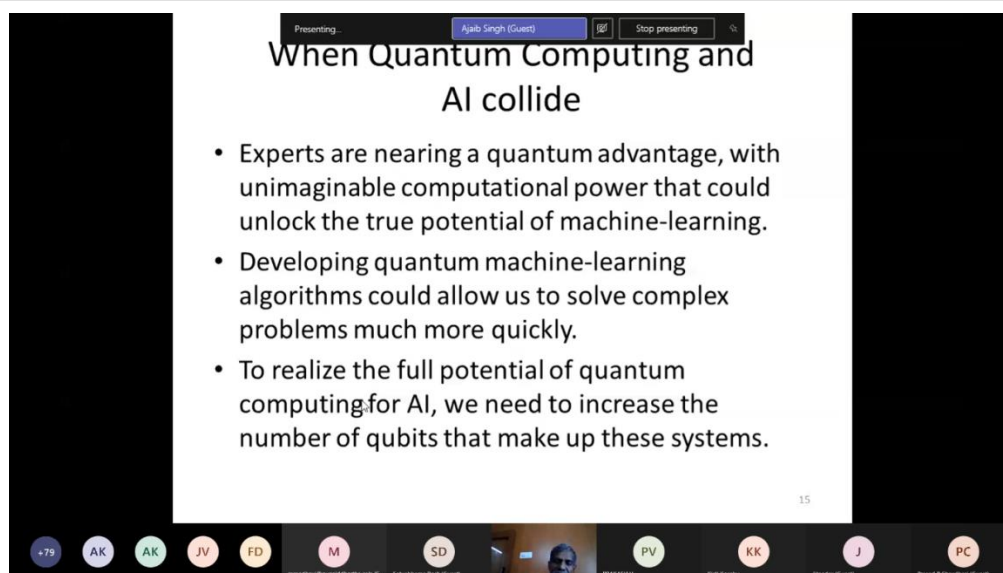 Presenting...
Ajaib Singh (Guest)
Stop presenting
When Quantum Computing and
AI collide
• Experts are nearing a quantum advantage, with
unimaginable computational power that could
unlock the true potential of machine-learning.
• Developing quantum machine-learning
algorithms could allow us to solve complex
problems much more quickly.
• To realize the full potential of quantum
computing for AI, we need to increase the
number of qubits that make up these systems.
15
+79 AK AK JV FD M SD PV KK J PC